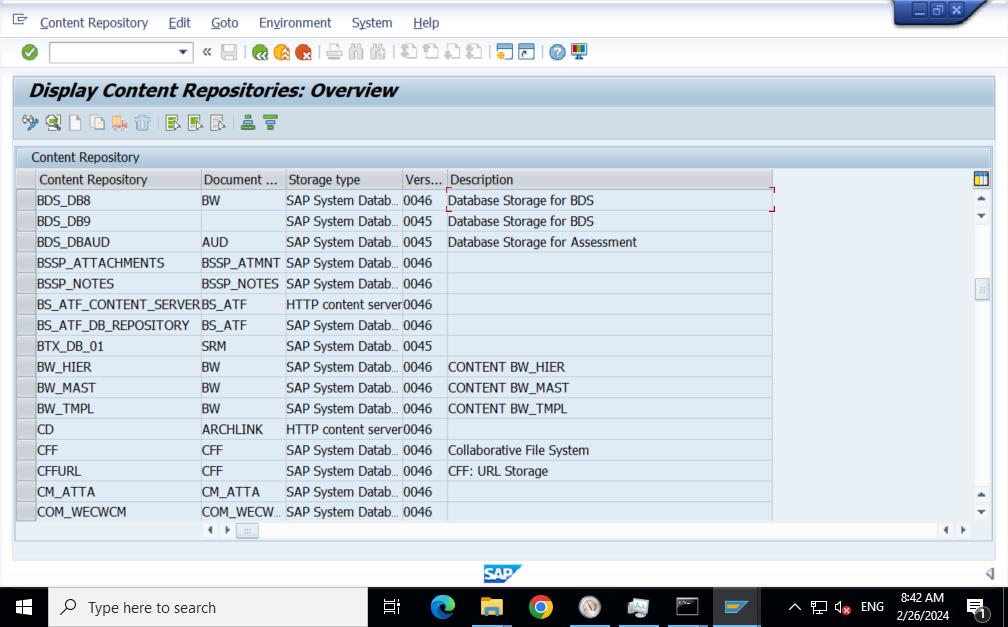 Content Repository Edit Goto Environment System Help
Display Content Repositories: Overview
Content Repository
Content Repository Document ... Storage type Vers... Description
BDS_DB8 BW SAP System Datab... 0046 Database Storage for BDS
BDS_DB9 SAP System Datab... 0045 Database Storage for BDS
BDS_DBAUD AUD SAP System Datab... 0045 Database Storage for Assessment
BSSP_ATTACHMENTS BSSP_ATMNT SAP System Datab... 0046
BSSP_NOTES BSSP_NOTES SAP System Datab... 0046
BS_ATF_CONTENT_SERVER BS_ATF HTTP content server 0046
BS_ATF_DB_REPOSITORY BS_ATF SAP System Datab... 0046
BTX_DB_01 SRM SAP System Datab... 0045
BW_HIER BW SAP System Datab... 0046 CONTENT BW_HIER
BW_MAST BW SAP System Datab... 0046 CONTENT BW_MAST
BW_TMPL BW SAP System Datab... 0046 CONTENT BW_TMPL
CD ARCHLINK HTTP content server 0046
CFF CFF SAP System Datab... 0046 Collaborative File System
CFFURL CFF SAP System Datab... 0046 CFF: URL Storage
CM_ATTA CM_ATTA SAP System Datab... 0046
COM_WECWCM COM_WECW... SAP System Datab... 0046
SAP
Type here to search ENG 8:42 AM
2/26/2024 1